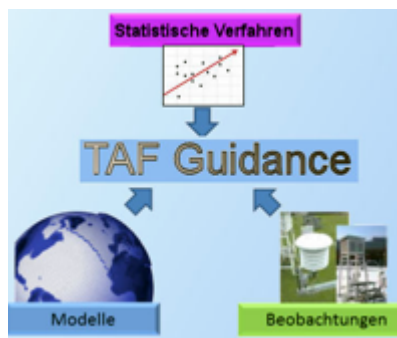 Statistische Verfahren
TAF Guidance
Modelle
Beobachtungen